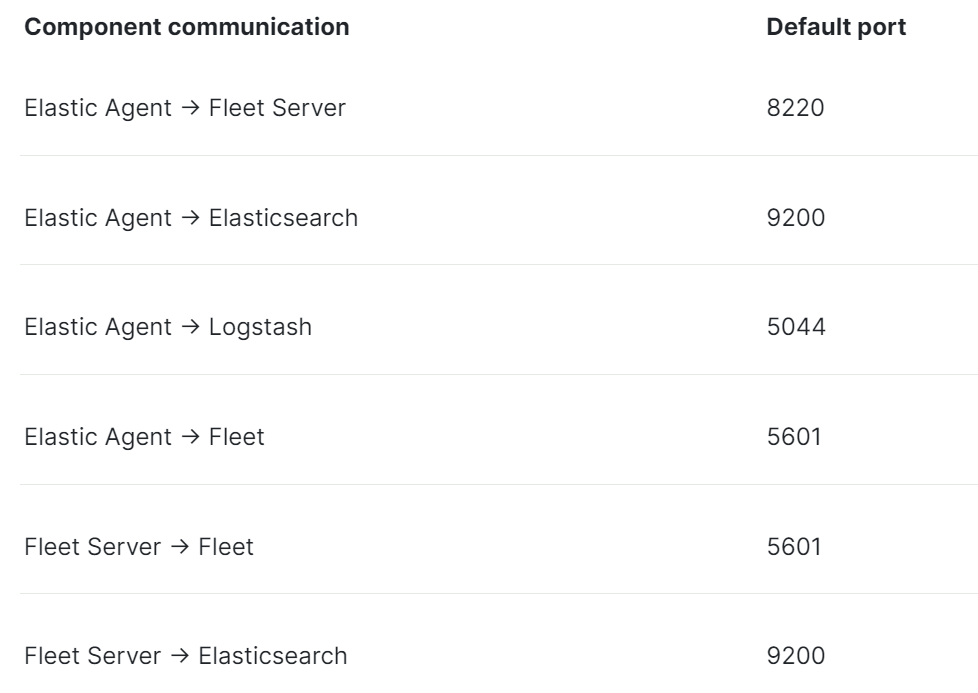 Component communication Default port
Elastic Agent → Fleet Server 8220
Elastic Agent → Elasticsearch 9200
Elastic Agent → Logstash 5044
Elastic Agent → Fleet 5601
Fleet Server → Fleet 5601
Fleet Server → Elasticsearch 9200